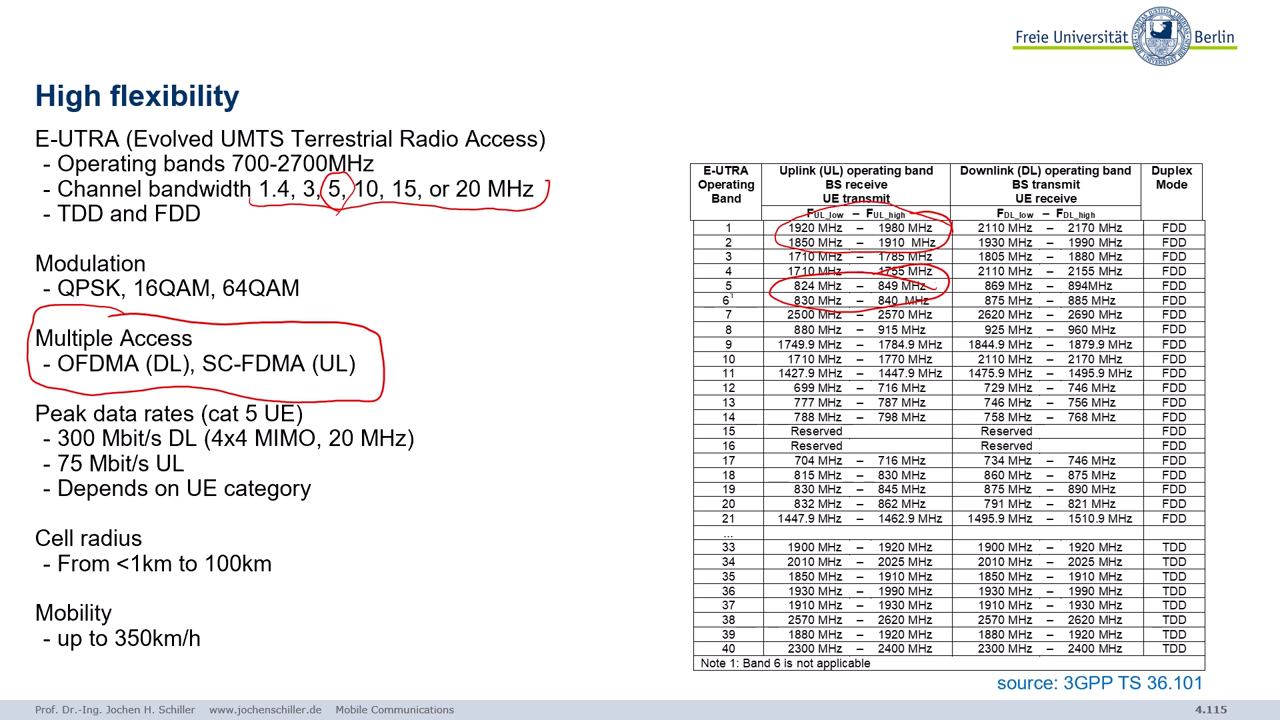 Freie Universität Berlin
High flexibility
E-UTRA (Evolved UMTS Terrestrial Radio Access)
- Operating bands 700-2700MHz
- Channel bandwidth 1.4, 3, 5, 10, 15, or 20 MHz
- TDD and FDD
Modulation
- QPSK, 16QAM, 64QAM
Multiple Access
- OFDMA (DL), SC-FDMA (UL)
Peak data rates (cat 5 UE)
- 300 Mbit/s DL (4x4 MIMO, 20 MHz)
- 75 Mbit/s UL
- Depends on UE category
Cell radius
- From <1km to 100km
Mobility
- up to 350km/h
E-UTRA Uplink (UL) operating band Downlink (DL) operating band Duplex
Operating BS receive BS transmit Mode
Band UE transmit UE receive
FUL_low – FUL_high FDL_low – FDL_high
1 1920 MHz – 1980 MHz 2110 MHz – 2170 MHz FDD
2 1850 MHz – 1910 MHz 1930 MHz – 1990 MHz FDD
3 1710 MHz – 1785 MHz 1805 MHz – 1880 MHz FDD
4 1710 MHz – 1755 MHz 2110 MHz – 2155 MHz FDD
5 824 MHz – 849 MHz 869 MHz – 894MHz FDD
6¹ 830 MHz – 840 MHz 875 MHz – 885 MHz FDD
7 2500 MHz – 2570 MHz 2620 MHz – 2690 MHz FDD
8 880 MHz – 915 MHz 925 MHz – 960 MHz FDD
9 1749.9 MHz – 1784.9 MHz 1844.9 MHz – 1879.9 MHz FDD
10 1710 MHz – 1770 MHz 2110 MHz – 2170 MHz FDD
11 1427.9 MHz – 1447.9 MHz 1475.9 MHz – 1495.9 MHz FDD
12 699 MHz – 716 MHz 729 MHz – 746 MHz FDD
13 777 MHz – 787 MHz 746 MHz – 756 MHz FDD
14 788 MHz – 798 MHz 758 MHz – 768 MHz FDD
15 Reserved Reserved FDD
16 Reserved Reserved FDD
17 704 MHz – 716 MHz 734 MHz – 746 MHz FDD
18 815 MHz – 830 MHz 860 MHz – 875 MHz FDD
19 830 MHz – 845 MHz 875 MHz – 890 MHz FDD
20 832 MHz – 862 MHz 791 MHz – 821 MHz FDD
21 1447.9 MHz – 1462.9 MHz 1495.9 MHz – 1510.9 MHz FDD
...
33 1900 MHz – 1920 MHz 1900 MHz – 1920 MHz TDD
34 2010 MHz – 2025 MHz 2010 MHz – 2025 MHz TDD
35 1850 MHz – 1910 MHz 1850 MHz – 1910 MHz TDD
36 1930 MHz – 1990 MHz 1930 MHz – 1990 MHz TDD
37 1910 MHz – 1930 MHz 1910 MHz – 1930 MHz TDD
38 2570 MHz – 2620 MHz 2570 MHz – 2620 MHz TDD
39 1880 MHz – 1920 MHz 1880 MHz – 1920 MHz TDD
40 2300 MHz – 2400 MHz 2300 MHz – 2400 MHz TDD
Note 1: Band 6 is not applicable
source: 3GPP TS 36.101
Prof. Dr.-Ing. Jochen H. Schiller www.jochenschiller.de Mobile Communications 4.115